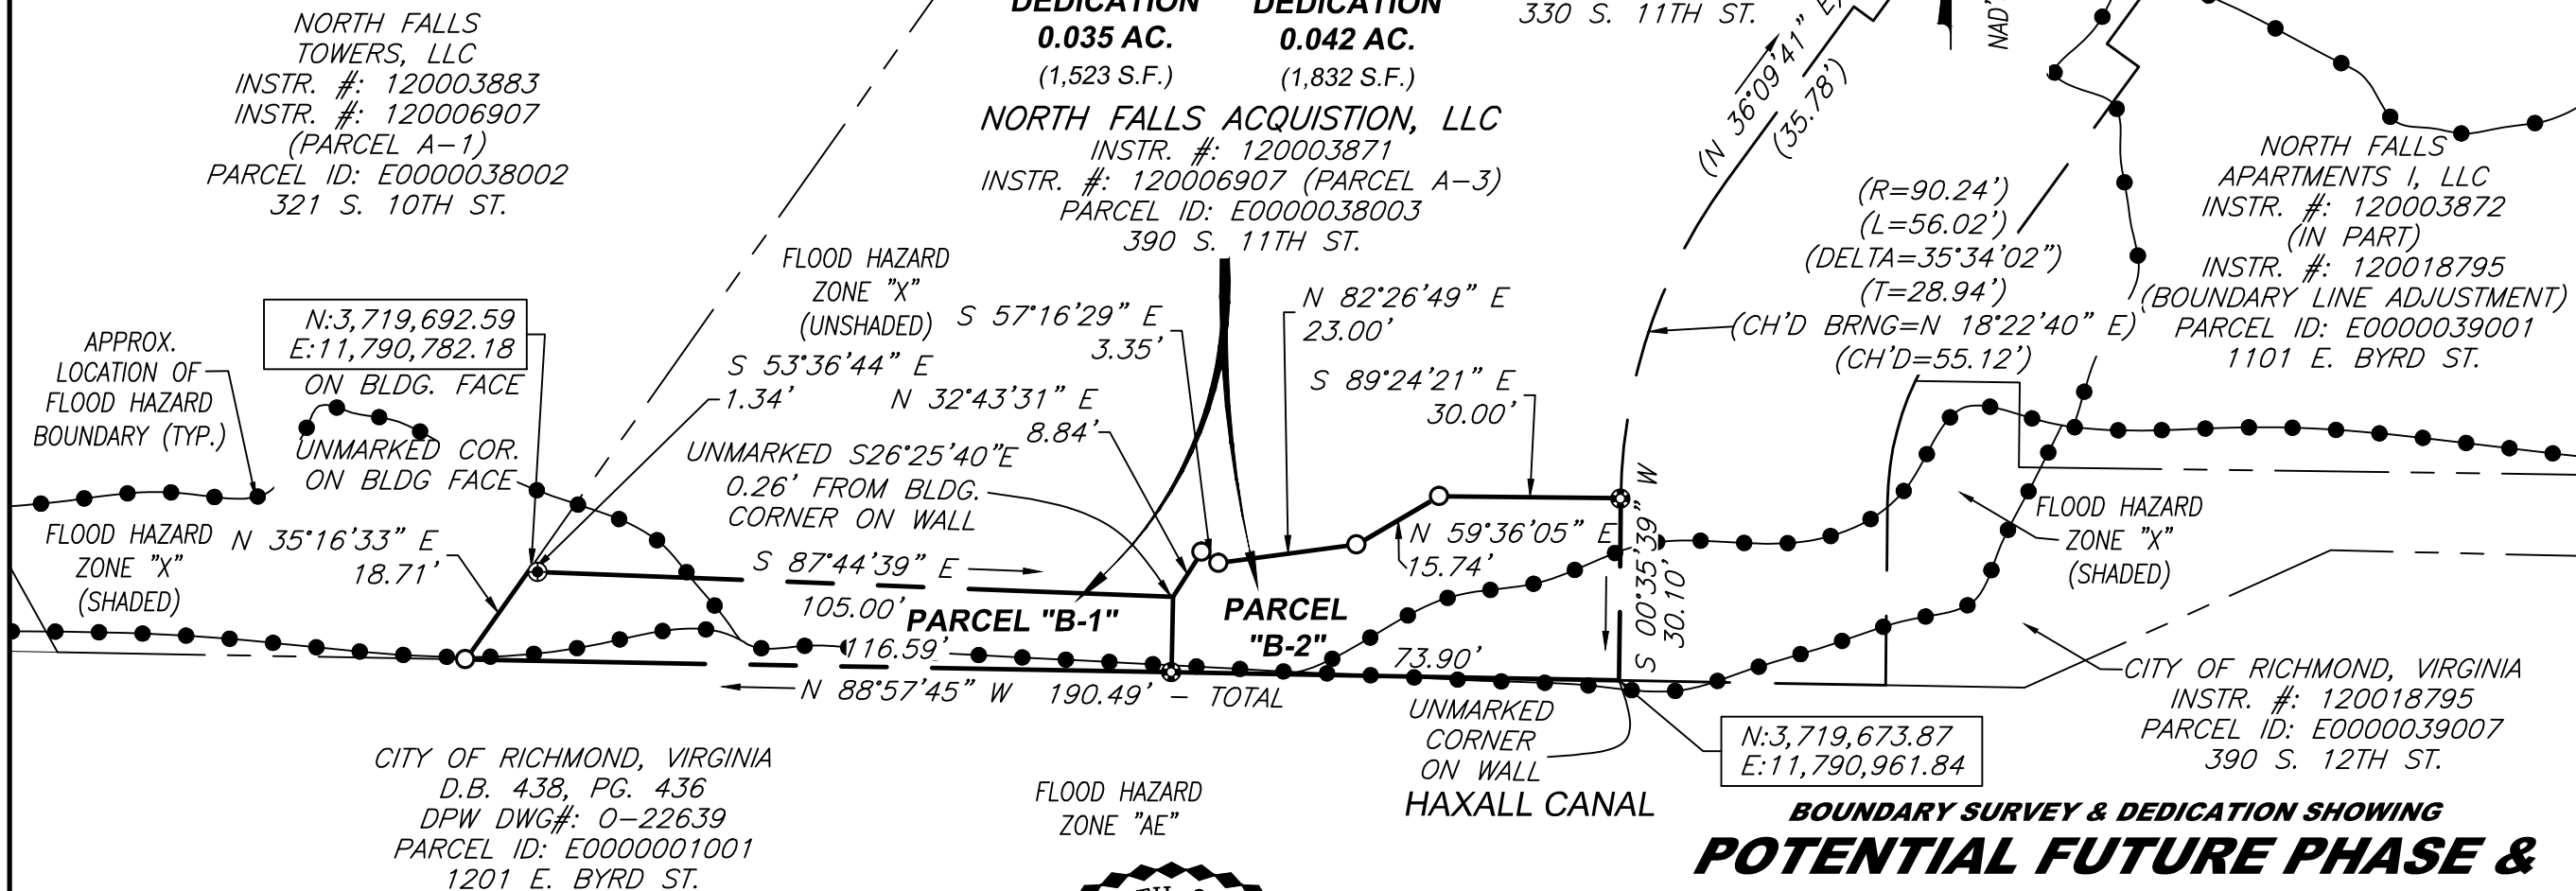 NORTH FALLS
TOWERS, LLC
INSTR. #: 120003883
INSTR. #: 120006907
(PARCEL A-1)
PARCEL ID: E0000038002
321 S. 10TH ST.
DEDICATION
0.035 AC.
(1,523 S.F.)
DEDICATION
0.042 AC.
(1,832 S.F.)
330 S. 11TH ST.
NORTH FALLS ACQUISTION, LLC
INSTR. #: 120003871
INSTR. #: 120006907 (PARCEL A-3)
PARCEL ID: E0000038003
390 S. 11TH ST.
(N 36°09'41" E)
(35.78')
NAD'
(R=90.24')
(L=56.02')
(DELTA=35°34'02")
(T=28.94')
(CH'D BRNG=N 18°22'40" E)
(CH'D=55.12')
NORTH FALLS
APARTMENTS I, LLC
INSTR. #: 120003872
(IN PART)
INSTR. #: 120018795
(BOUNDARY LINE ADJUSTMENT)
PARCEL ID: E0000039001
1101 E. BYRD ST.
APPROX.
LOCATION OF
FLOOD HAZARD
BOUNDARY (TYP.)
N:3,719,692.59
E:11,790,782.18
ON BLDG. FACE
UNMARKED COR.
ON BLDG FACE
FLOOD HAZARD
ZONE "X"
(UNSHADED)
S 57°16'29" E
3.35'
S 53°36'44" E
1.34'
N 32°43'31" E
8.84'
UNMARKED S26°25'40"E
0.26' FROM BLDG.
CORNER ON WALL
N 82°26'49" E
23.00'
S 89°24'21" E
30.00'
FLOOD HAZARD
ZONE "X"
(SHADED)
N 35°16'33" E
18.71'
S 87°44'39" E
105.00'
PARCEL "B-1"
116.59'
PARCEL
"B-2"
N 59°36'05" E
15.74'
S 00°35'39" W
30.10'
73.90'
N 88°57'45" W 190.49' - TOTAL
FLOOD HAZARD
ZONE "X"
(SHADED)
CITY OF RICHMOND, VIRGINIA
INSTR. #: 120018795
PARCEL ID: E0000039007
390 S. 12TH ST.
UNMARKED
CORNER
ON WALL
N:3,719,673.87
E:11,790,961.84
CITY OF RICHMOND, VIRGINIA
D.B. 438, PG. 436
DPW DWG#: O-22639
PARCEL ID: E0000001001
1201 E. BYRD ST.
FLOOD HAZARD
ZONE "AE"
HAXALL CANAL
BOUNDARY SURVEY & DEDICATION SHOWING
POTENTIAL FUTURE PHASE &